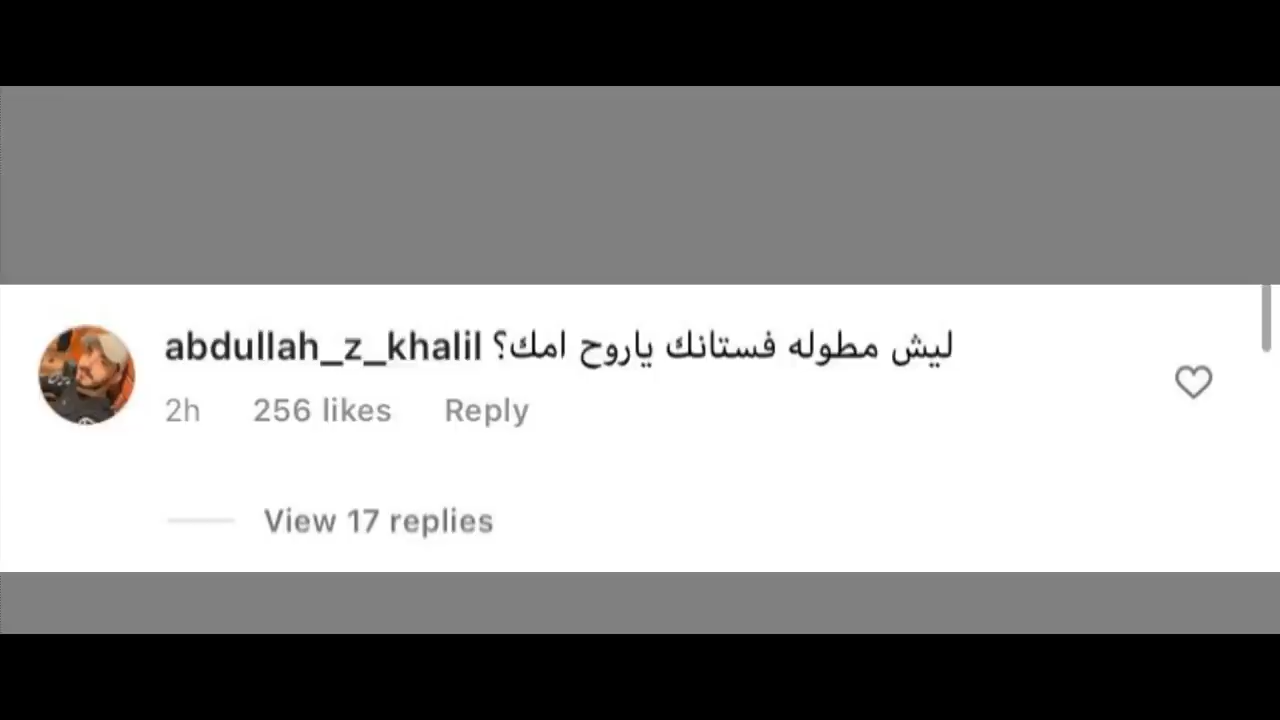 abdullah_z_khalil ليش مطوله فستانك ياروح امك؟
2h 256 likes Reply
View 17 replies